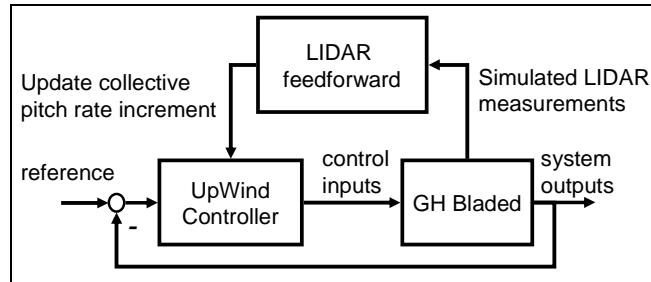 LIDAR
feedforward
Update collective
pitch rate increment
Simulated LIDAR
measurements
reference
UpWind
Controller
control
inputs
GH Bladed
system
outputs
-